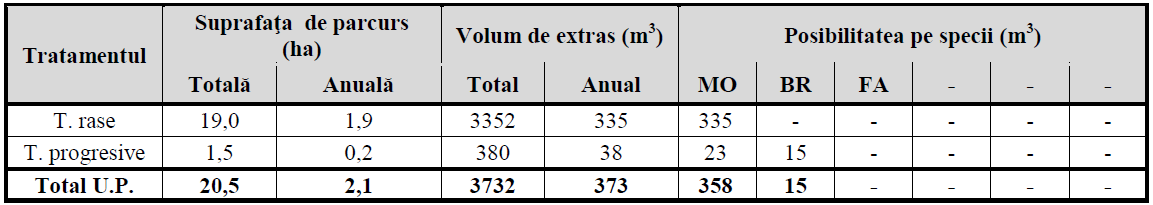 Tratamentul Suprafaţa de parcurs (ha) Volum de extras (m³) Posibilitatea pe specii (m³)
Totală Anuală Total Anual MO BR FA - - -
T. rase 19,0 1,9 3352 335 335 - - - - -
T. progresive 1,5 0,2 380 38 23 15 - - - -
Total U.P. 20,5 2,1 3732 373 358 15 - - - -